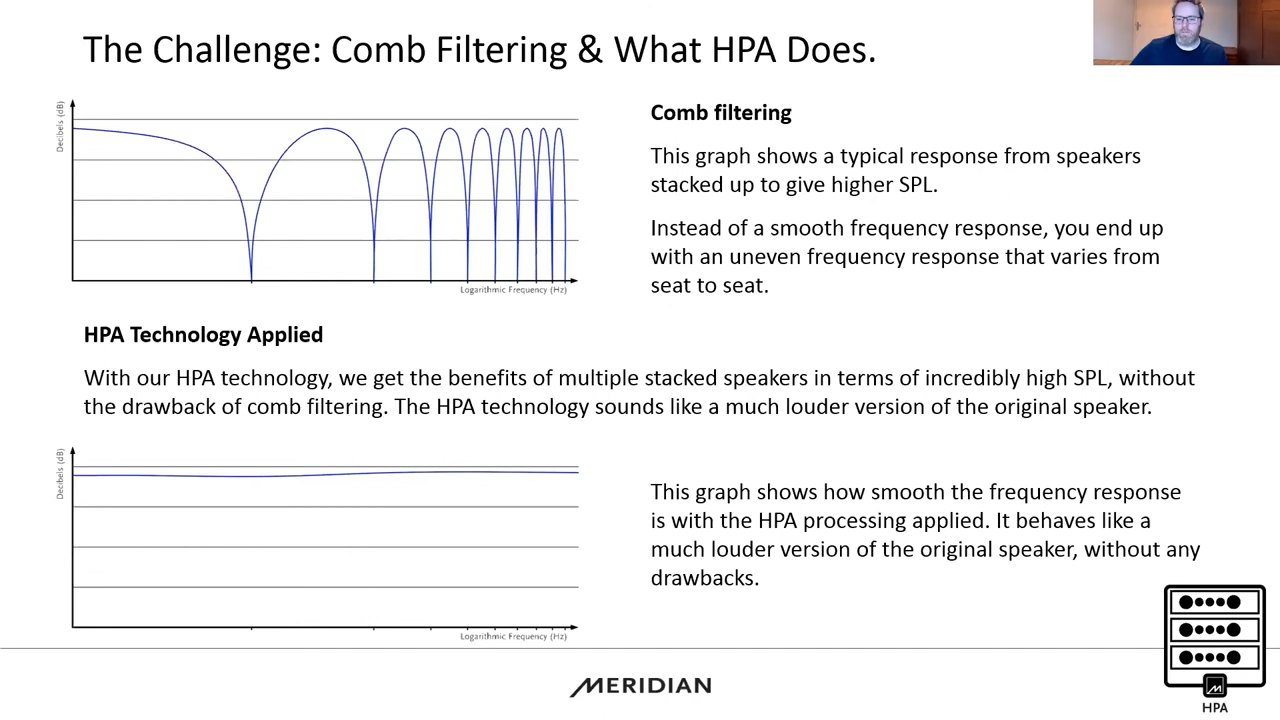 The Challenge: Comb Filtering & What HPA Does.
Decibels (dB)
Logarithmic Frequency (Hz)
Comb filtering
This graph shows a typical response from speakers
stacked up to give higher SPL.
Instead of a smooth frequency response, you end up
with an uneven frequency response that varies from
seat to seat.
HPA Technology Applied
With our HPA technology, we get the benefits of multiple stacked speakers in terms of incredibly high SPL, without
the drawback of comb filtering. The HPA technology sounds like a much louder version of the original speaker.
Decibels (dB)
Logarithmic Frequency (Hz)
This graph shows how smooth the frequency response
is with the HPA processing applied. It behaves like a
much louder version of the original speaker, without any
drawbacks.
MERIDIAN
HPA